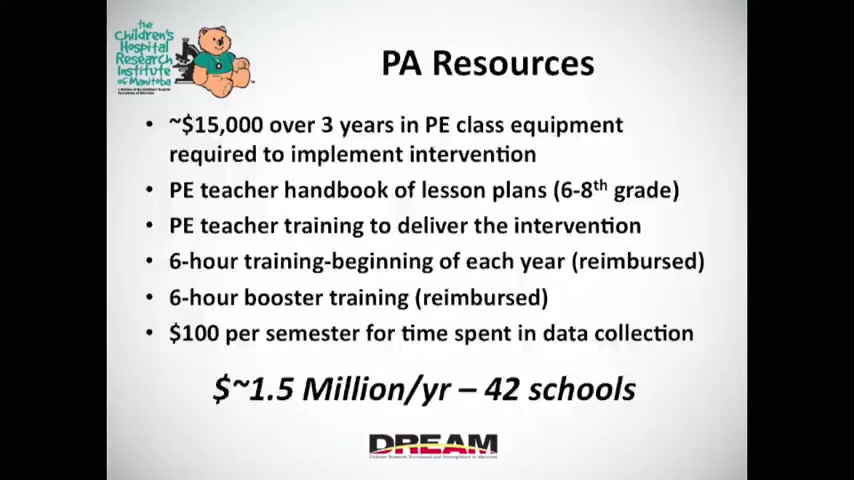 the
Children's
Hospital
Research
Institute
of Manitoba
PA Resources
• ~$15,000 over 3 years in PE class equipment
required to implement intervention
• PE teacher handbook of lesson plans (6-8th grade)
• PE teacher training to deliver the intervention
• 6-hour training-beginning of each year (reimbursed)
• 6-hour booster training (reimbursed)
• $100 per semester for time spent in data collection
$~1.5 Million/yr – 42 schools
DREAM